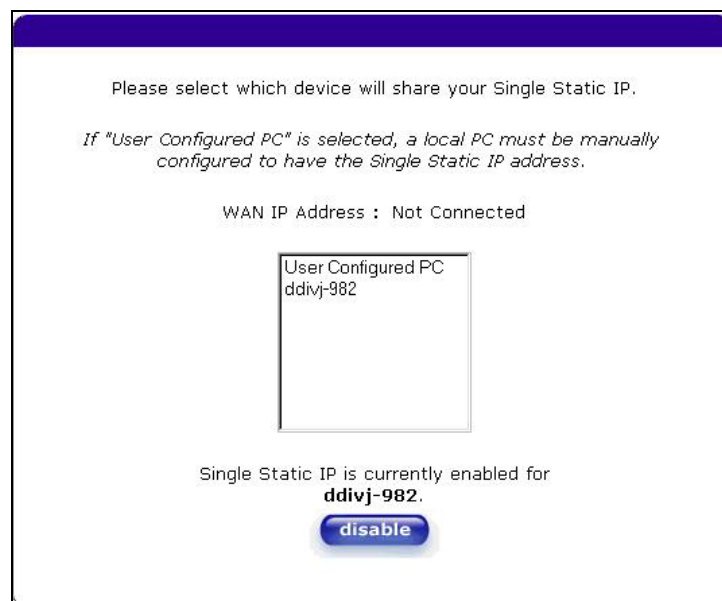 Please select which device will share your Single Static IP.
If "User Configured PC" is selected, a local PC must be manually
configured to have the Single Static IP address.
WAN IP Address : Not Connected
User Configured PC
ddivj-982
Single Static IP is currently enabled for
ddivj-982.
disable